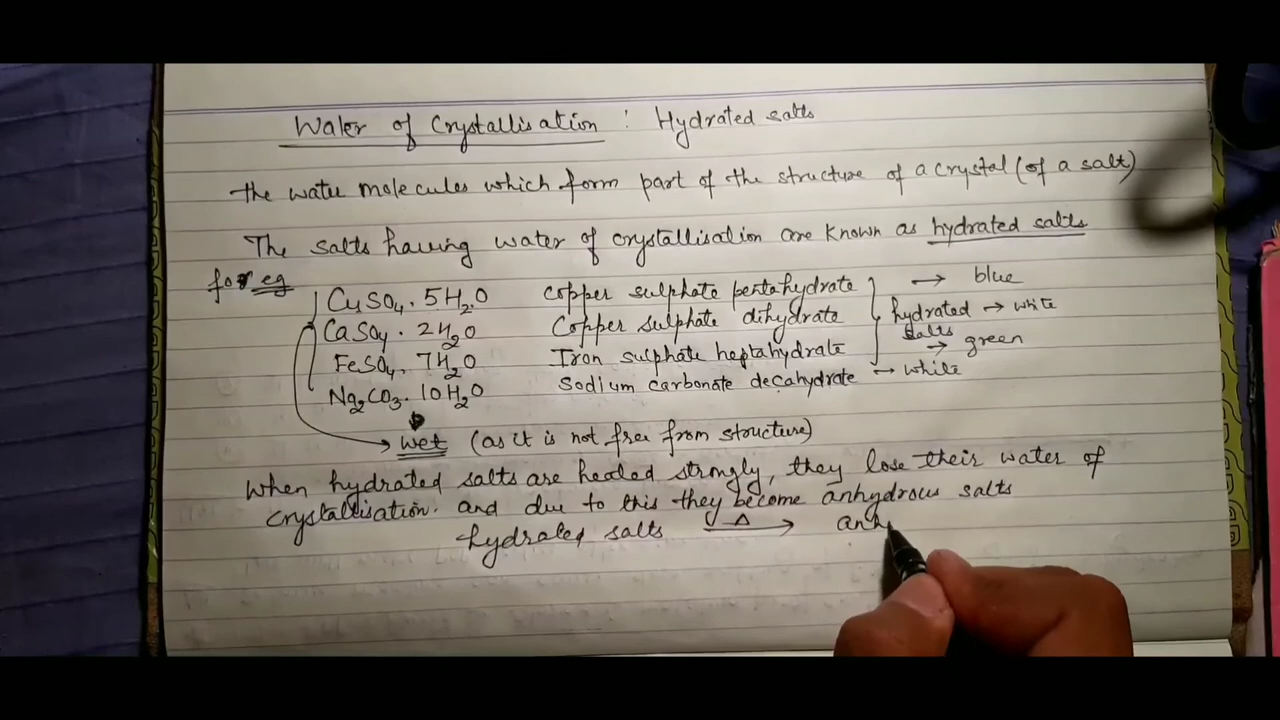 Water of Crystallisation : Hydrated salts
The water molecules which form part of the structure of a crystal (of a salt)
The salts having water of crystallisation are known as hydrated salts
for eg
CuSO4 . 5H2O Copper sulphate pentahydrate → blue
CaSO4 . 2H2O Copper sulphate dihydrate hydrated salts → white
FeSO4 . 7H2O Iron sulphate heptahydrate → green
Na2CO3 . 10H2O Sodium carbonate decahydrate → white
→ wet (as it is not free from structure)
When hydrated salts are heated strongly, they lose their water of
crystallisation. and due to this they become anhydrous salts
hydrated salts Δ→ anh